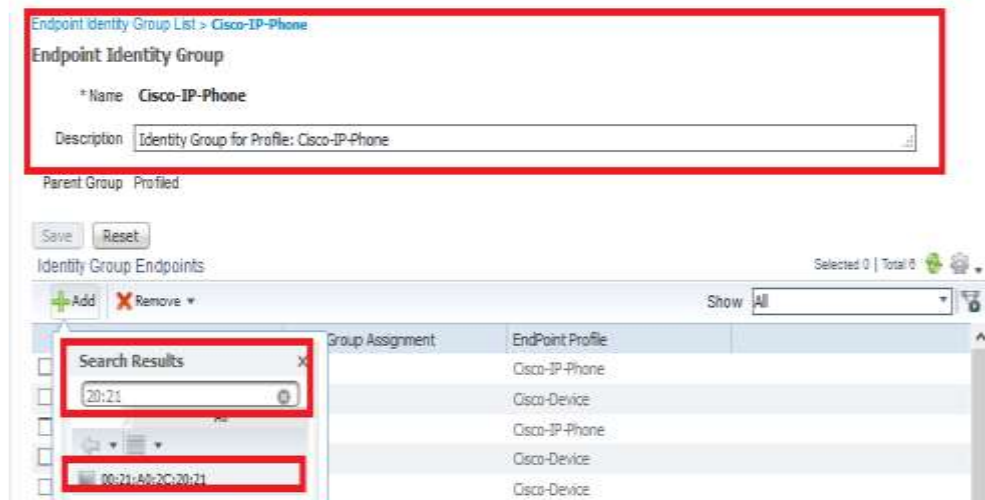 Endpoint Identity Group List > Cisco-IP-Phone
Endpoint Identity Group
* Name Cisco-IP-Phone
Description Identity Group for Profile: Cisco-IP-Phone
Parent Group Profiled
Save Reset
Identity Group Endpoints Selected 0 | Total 6
Add Remove Show All
Group Assignment EndPoint Profile
Search Results X
Cisco-IP-Phone
20:21
Cisco-Device
Cisco-IP-Phone
Cisco-Device
00:21:A0:2C:20:21
Cisco-Device